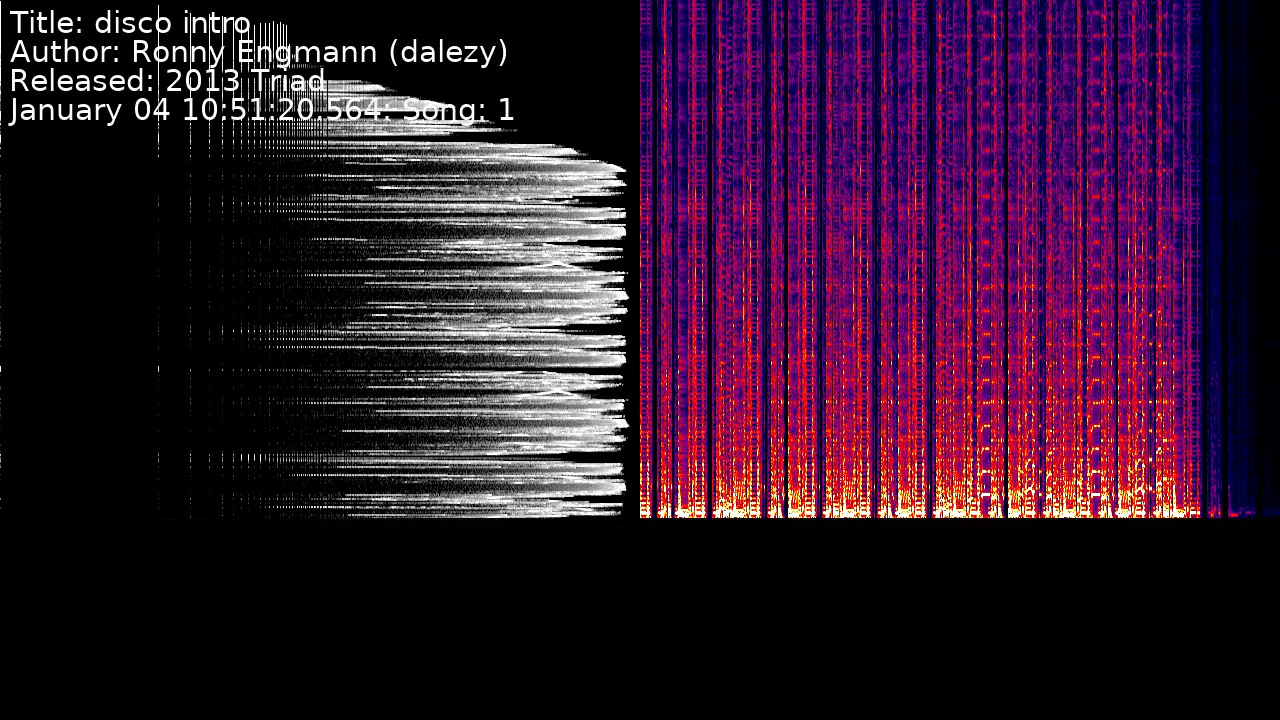 Title: disco intro
Author: Ronny Engmann (dalezy)
Released: 2013 Triad
January 04 10:51:20.564: Song: 1